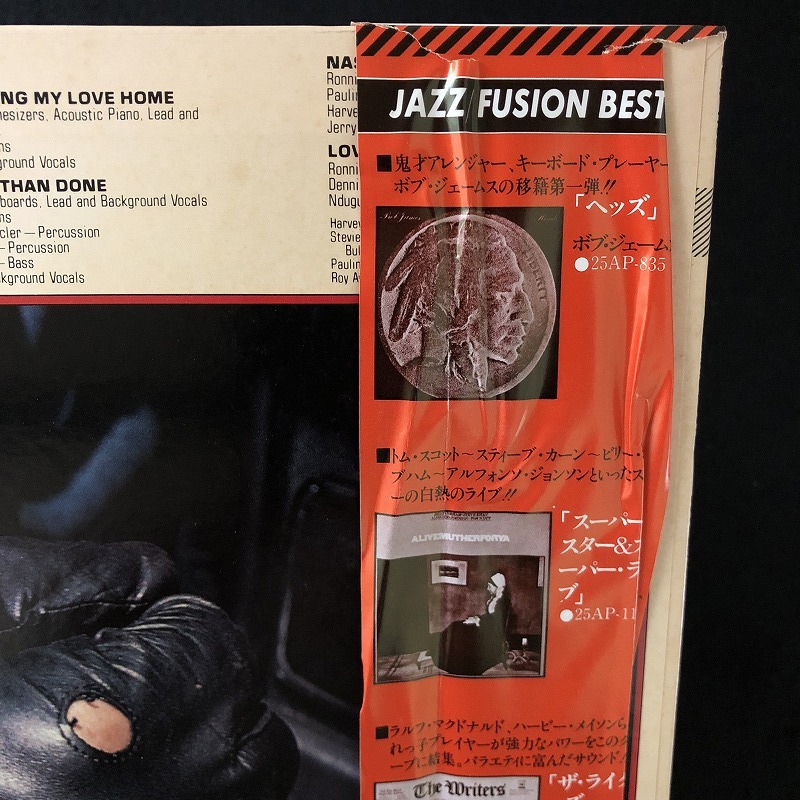 NG MY LOVE HOME
nesizers, Acoustic Piano, Lead and
ns
ground Vocals
THAN DONE
boards, Lead and Background Vocals
ns
cler — Percussion
— Percussion
— Bass
kground Vocals
NAS
Ronni
Paulin
Harve
Jerry
LOV
Ronni
Denni
Ndugu
Harvey
Stevie
Bul
Paulin
Roy A
JAZZ FUSION BEST
■鬼才アレンジャー、キーボード・プレーヤー
ボブ・ジェームスの移籍第一弾!!
「ヘッズ」
ボブ・ジェームス
●25AP-835
Bob James
LIBERTY
■トム・スコット〜スティーブ・カーン〜ビリー・
ブハム〜アルフォンソ・ジョンソンといったス
ーの白熱のライブ!!
ALIVEMUTHERFORYA
「スーパー
スター&ス
ーパー・ラ
ブ」
●25AP-11
■ラルフ・マクドナルド、ハービー・メイソンら
れっ子プレイヤーが強力なパワーをこのグ
ープに結集。バラエティに富んだサウンド!
The Writers
「ザ・ライ